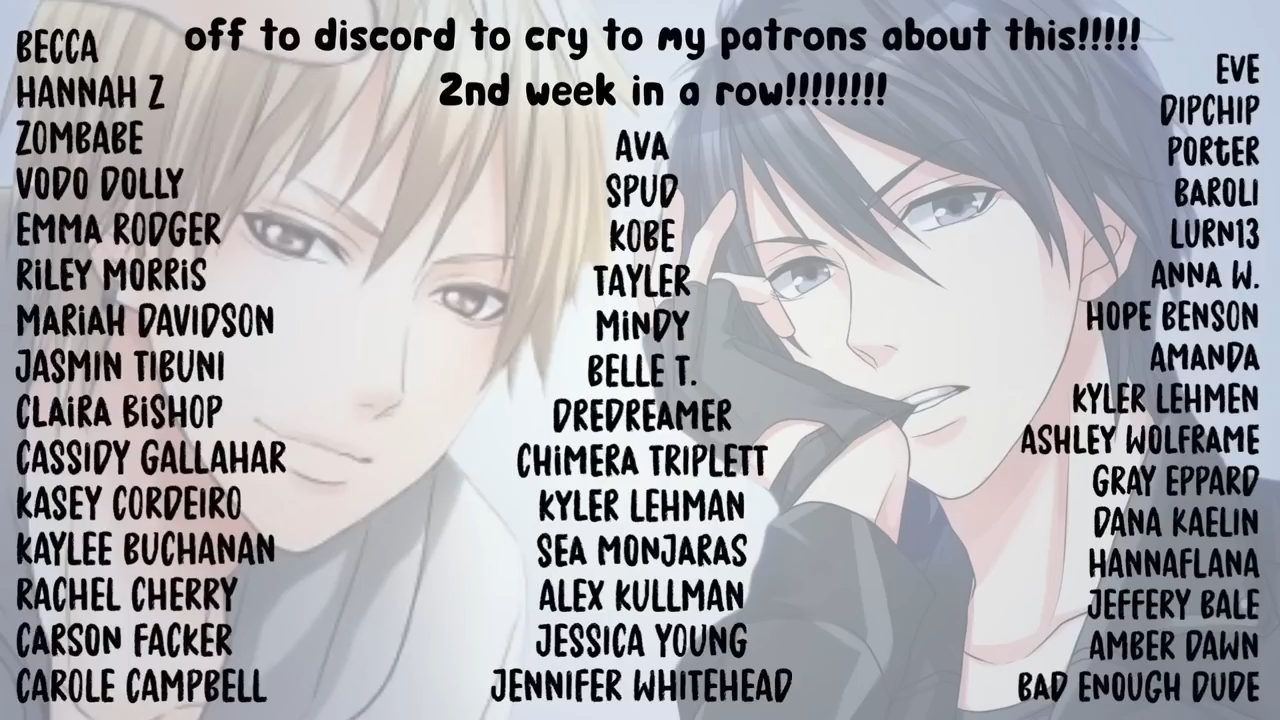 off to discord to cry to my patrons about this!!!!!
2nd week in a row!!!!!!!!
BECCA
HANNAH Z
ZOMBABE
VODO DOLLY
EMMA RODGER
RILEY MORRIS
MARIAH DAVIDSON
JASMIN TIBUNI
CLAIRA BISHOP
CASSIDY GALLAHAR
KASEY CORDEIRO
KAYLEE BUCHANAN
RACHEL CHERRY
CARSON FACKER
CAROLE CAMPBELL
AVA
SPUD
KOBE
TAYLER
MINDY
BELLE T.
DREDREAMER
CHIMERA TRIPLETT
KYLER LEHMAN
SEA MONJARAS
ALEX KULLMAN
JESSICA YOUNG
JENNIFER WHITEHEAD
EVE
DIPCHIP
PORTER
BAROLI
LURN13
ANNA W.
HOPE BENSON
AMANDA
KYLER LEHMEN
ASHLEY WOLFRAME
GRAY EPPARD
DANA KAELIN
HANNAFLANA
JEFFERY BALE
AMBER DAWN
BAD ENOUGH DUDE